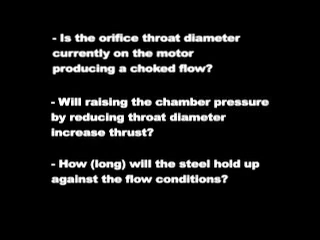 - Is the orifice throat diameter
currently on the motor
producing a choked flow?
- Will raising the chamber pressure
by reducing throat diameter
increase thrust?
- How (long) will the steel hold up
against the flow conditions?